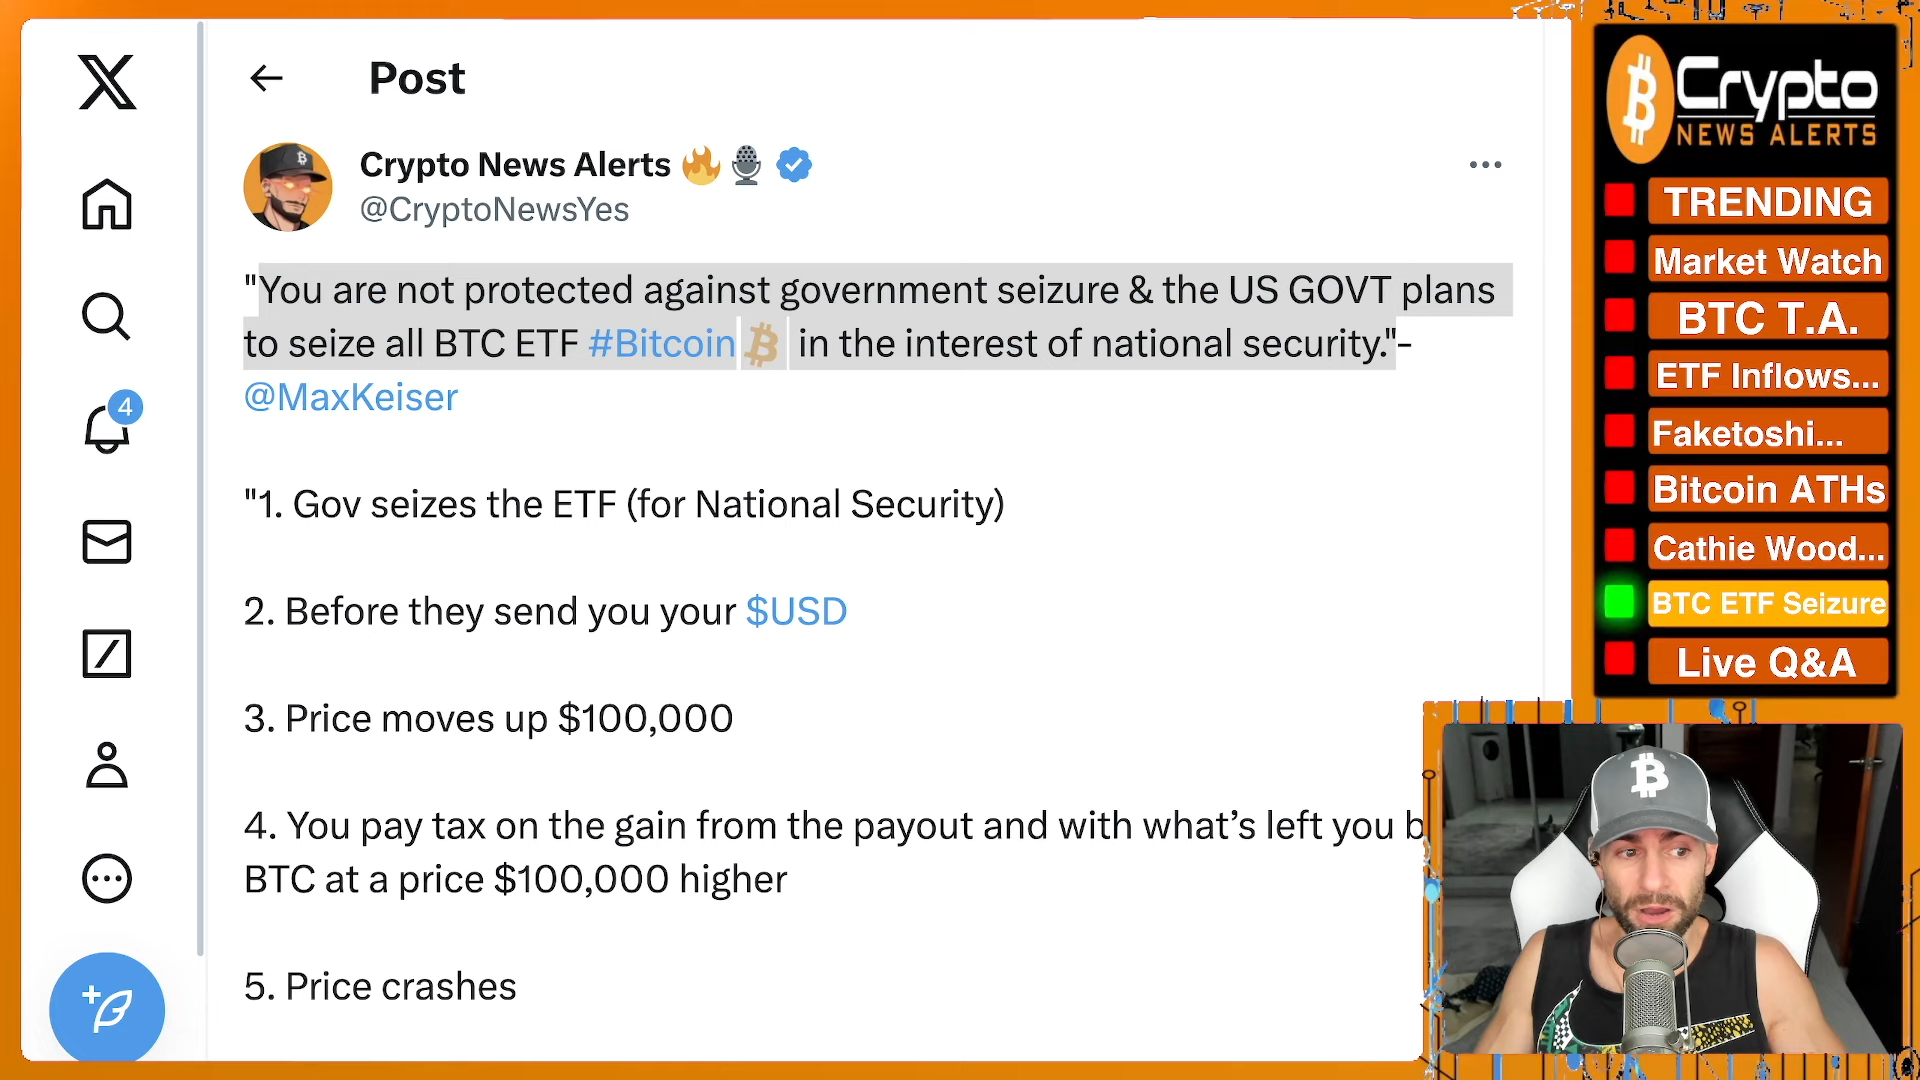 Post
Crypto News Alerts
@CryptoNewsYes
"You are not protected against government seizure & the US GOVT plans
to seize all BTC ETF #Bitcoin in the interest of national security."-
@MaxKeiser
"1. Gov seizes the ETF (for National Security)
2. Before they send you your $USD
3. Price moves up $100,000
4. You pay tax on the gain from the payout and with what's left you b
BTC at a price $100,000 higher
5. Price crashes
4
Crypto
NEWS ALERTS
TRENDING
Market Watch
BTC T.A.
ETF Inflows...
Faketoshi...
Bitcoin ATHs
Cathie Wood...
BTC ETF Seizure
Live Q&A